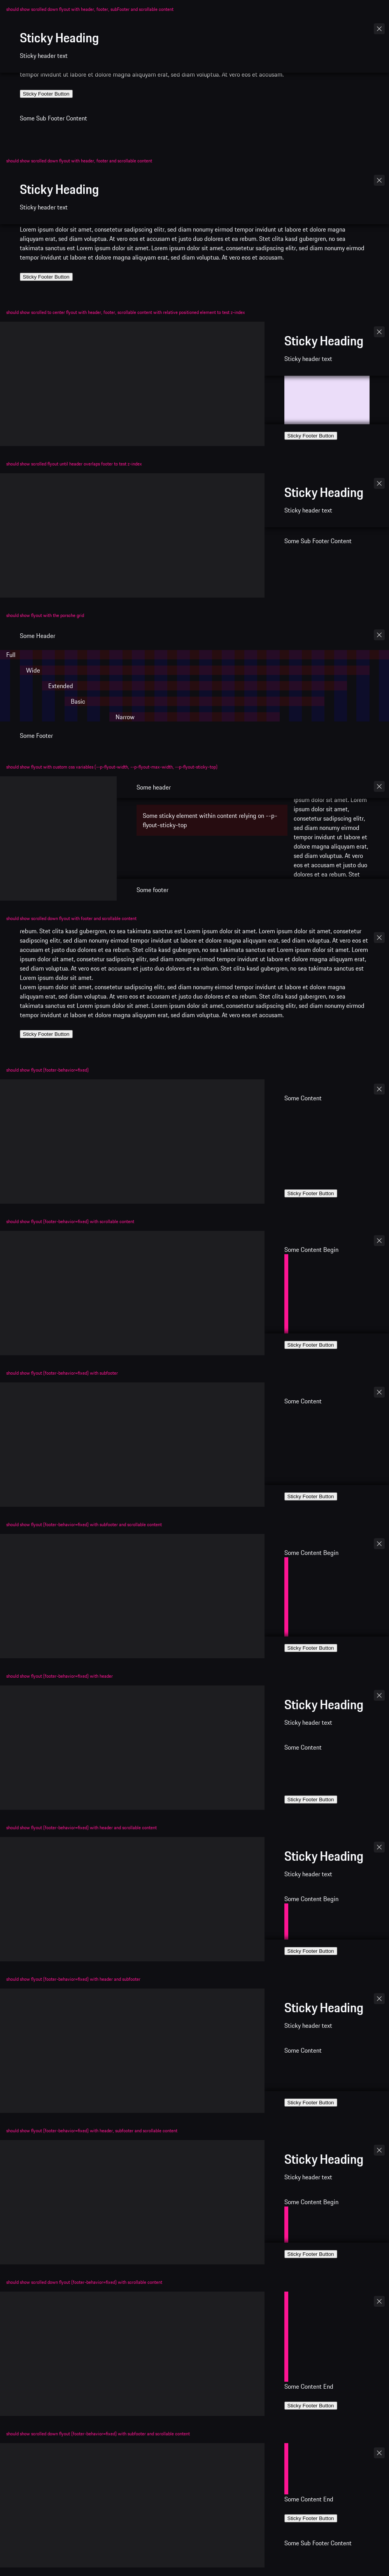 should show scrolled down flyout with header, footer, subFooter and scrollable content
Sticky Heading
Sticky header text
tempor invidunt ut labore et dolore magna aliquyam erat, sed diam voluptua. At vero eos et accusam.
Sticky Footer Button
Some Sub Footer Content
should show scrolled down flyout with header, footer and scrollable content
Sticky Heading
Sticky header text
Lorem ipsum dolor sit amet, consetetur sadipscing elitr, sed diam nonumy eirmod tempor invidunt ut labore et dolore magna
aliquyam erat, sed diam voluptua. At vero eos et accusam et justo duo dolores et ea rebum. Stet clita kasd gubergren, no sea
takimata sanctus est Lorem ipsum dolor sit amet. Lorem ipsum dolor sit amet, consetetur sadipscing elitr, sed diam nonumy eirmod
tempor invidunt ut labore et dolore magna aliquyam erat, sed diam voluptua.
Sticky Footer Button
should show scrolled to center flyout with header, footer, scrollable content with relative positioned element to test z-index
Sticky Heading
Sticky header text
Sticky Footer Button
should show scrolled flyout until header overlaps footer to test z-index
Sticky Heading
Sticky header text
Some Sub Footer Content
should show flyout with the porsche grid
Some Header
Full
Wide
Extended
Basic
Narrow
Some Footer
should show flyout with custom css variables (--p-flyout-width, --p-flyout-max-width, --p-flyout-sticky-top)
Some header
ipsum dolor sit amet. Lorem
ipsum dolor sit amet,
Some sticky element within content relying on --p-
flyout-sticky-top
consetetur sadipscing elitr,
sed diam nonumy eirmod
tempor invidunt ut labore et
dolore magna aliquyam erat,
sed diam voluptua. At vero
eos et accusam et justo duo
dolores et ea rebum. Stet
Some footer
should show scrolled down flyout with footer and scrollable content
rebum. Stet clita kasd gubergren, no sea takimata sanctus est Lorem ipsum dolor sit amet. Lorem ipsum dolor sit amet, consetetur
sadipscing elitr, sed diam nonumy eirmod tempor invidunt ut labore et dolore magna aliquyam erat, sed diam voluptua. At vero eos et
accusam et justo duo dolores et ea rebum. Stet clita kasd gubergren, no sea takimata sanctus est Lorem ipsum dolor sit amet. Lorem
ipsum dolor sit amet, consetetur sadipscing elitr, sed diam nonumy eirmod tempor invidunt ut labore et dolore magna aliquyam erat,
sed diam voluptua. At vero eos et accusam et justo duo dolores et ea rebum. Stet clita kasd gubergren, no sea takimata sanctus est
Lorem ipsum dolor sit amet.
Lorem ipsum dolor sit amet, consetetur sadipscing elitr, sed diam nonumy eirmod tempor invidunt ut labore et dolore magna
aliquyam erat, sed diam voluptua. At vero eos et accusam et justo duo dolores et ea rebum. Stet clita kasd gubergren, no sea
takimata sanctus est Lorem ipsum dolor sit amet. Lorem ipsum dolor sit amet, consetetur sadipscing elitr, sed diam nonumy eirmod
tempor invidunt ut labore et dolore magna aliquyam erat, sed diam voluptua.
Sticky Footer Button
should show flyout (footer-behavior=fixed)
Some Content
Sticky Footer Button
should show flyout (footer-behavior=fixed) with scrollable content
Some Content Begin
Sticky Footer Button
should show flyout (footer-behavior=fixed) with subfooter
Some Content
Sticky Footer Button
should show flyout (footer-behavior=fixed) with subfooter and scrollable content
Some Content Begin
Sticky Footer Button
should show flyout (footer-behavior=fixed) with header
Sticky Heading
Sticky header text
Some Content
Sticky Footer Button
should show flyout (footer-behavior=fixed) with header and scrollable content
Sticky Heading
Sticky header text
Some Content Begin
Sticky Footer Button
should show flyout (footer-behavior=fixed) with header and subfooter
Sticky Heading
Sticky header text
Some Content
Sticky Footer Button
should show flyout (footer-behavior=fixed) with header, subfooter and scrollable content
Sticky Heading
Sticky header text
Some Content Begin
Sticky Footer Button
should show scrolled down flyout (footer-behavior=fixed) with scrollable content
Some Content End
Sticky Footer Button
should show scrolled down flyout (footer-behavior=fixed) with subfooter and scrollable content
Some Content End
Sticky Footer Button
Some Sub Footer Content